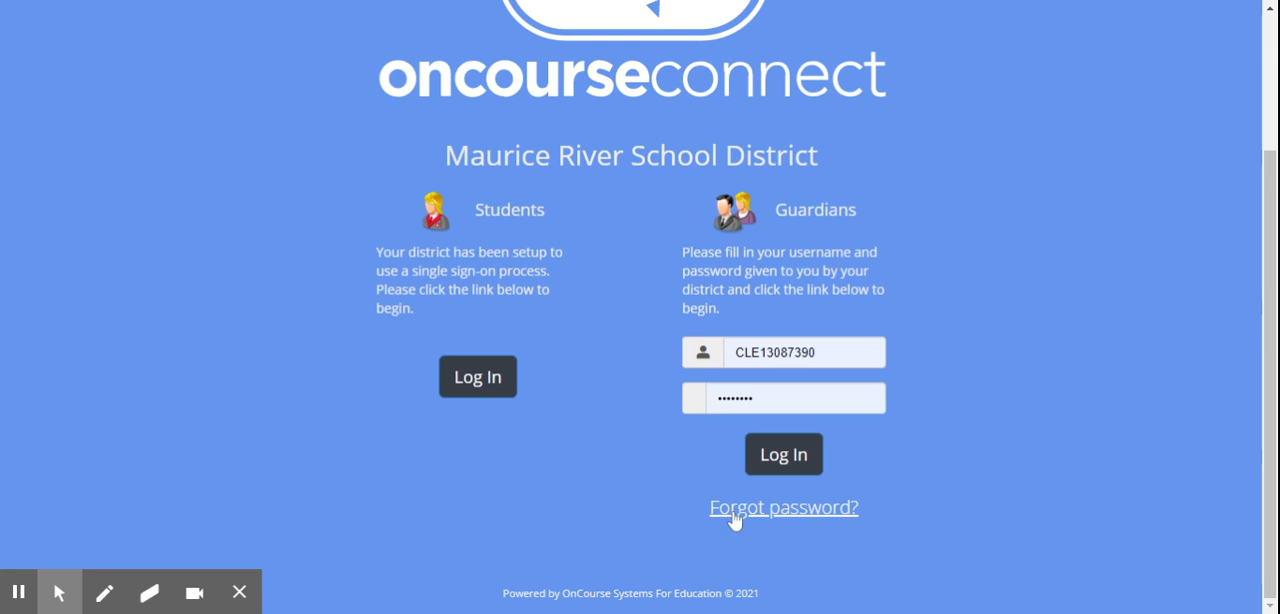 oncourseconnect
Maurice River School District
Students
Your district has been setup to
use a single sign-on process.
Please click the link below to
begin.
Log In
Guardians
Please fill in your username and
password given to you by your
district and click the link below to
begin.
CLE13087390
••••••••
Log In
Forgot password?
Powered by OnCourse Systems For Education © 2021